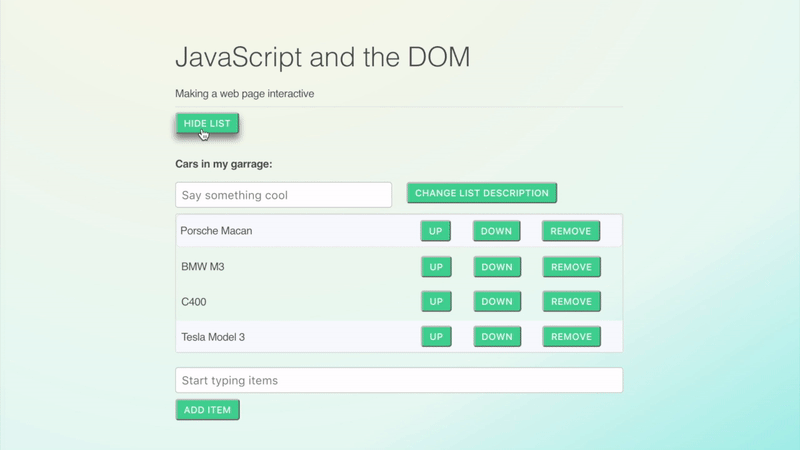 JavaScript and the DOM
Making a web page interactive
HIDE LIST
Cars in my garrage:
Say something cool CHANGE LIST DESCRIPTION
Porsche Macan UP DOWN REMOVE
BMW M3 UP DOWN REMOVE
C400 UP DOWN REMOVE
Tesla Model 3 UP DOWN REMOVE
Start typing items
ADD ITEM